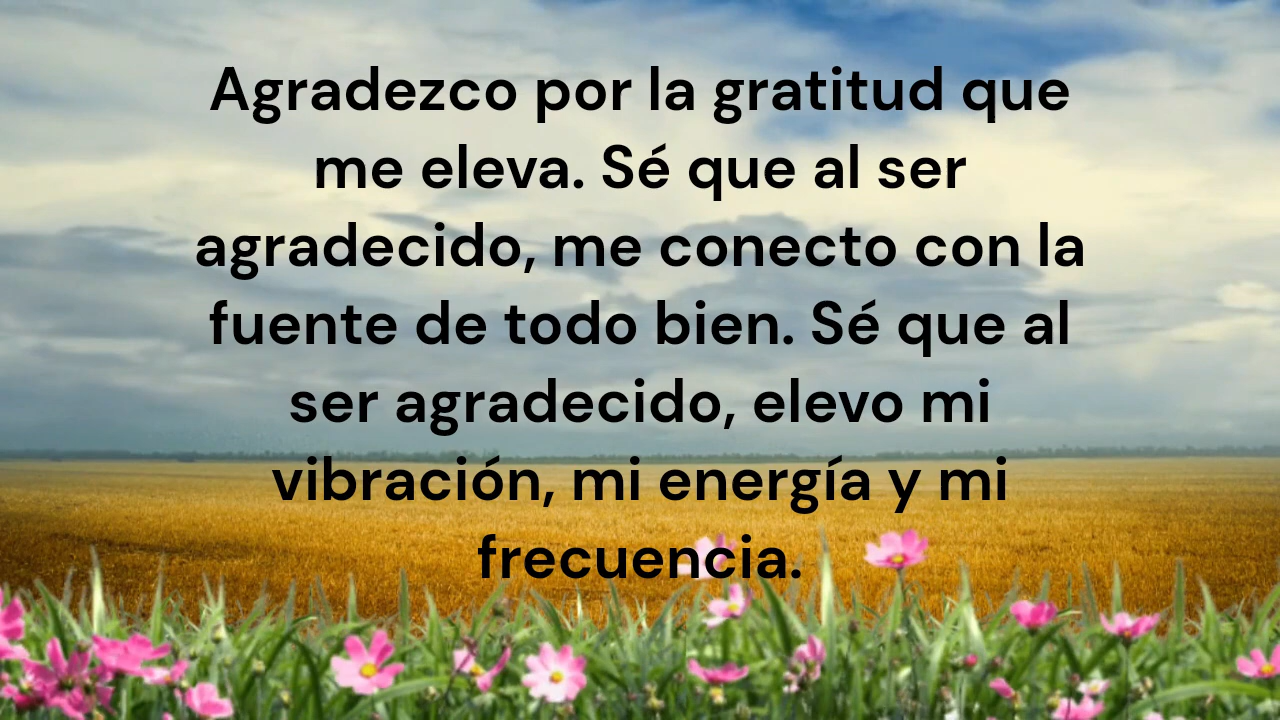 Agradezco por la gratitud que
me eleva. Sé que al ser
agradecido, me conecto con la
fuente de todo bien. Sé que al
ser agradecido, elevo mi
vibración, mi energía y mi
frecuencia.